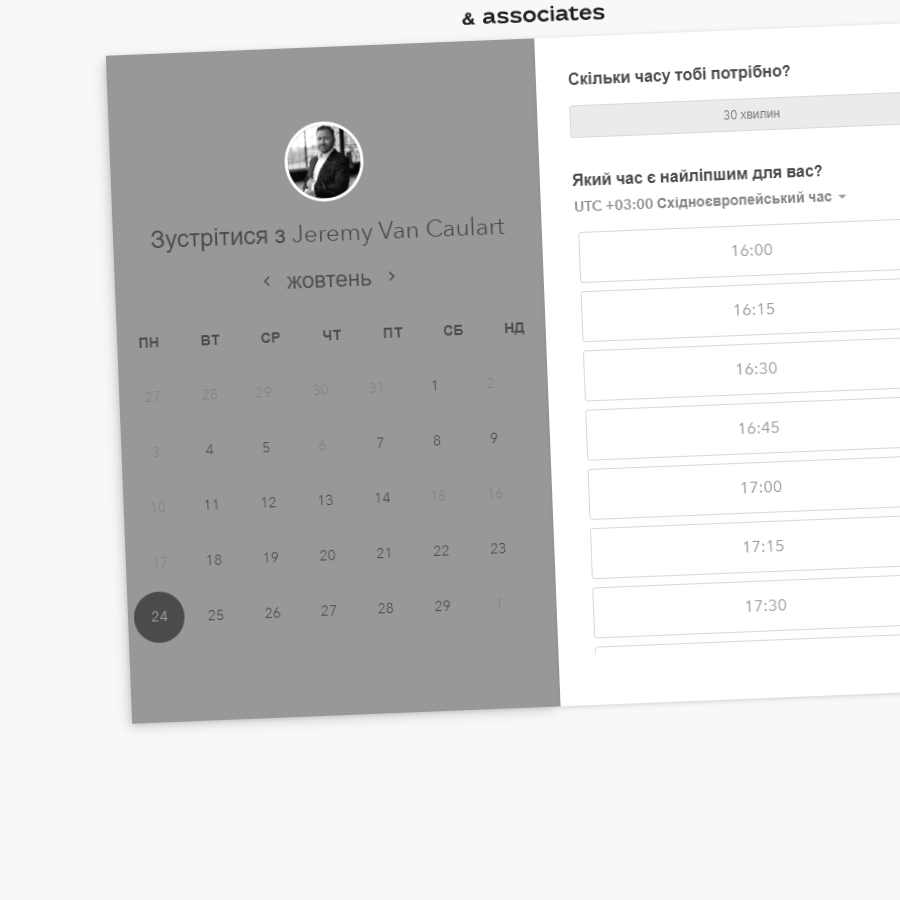 & associates
Зустрітися з Jeremy Van Caulart
‹ жовтень ›
ПН ВТ СР ЧТ ПТ СБ НД
27 28 29 30 31 1 2
3 4 5 6 7 8 9
10 11 12 13 14 15 16
17 18 19 20 21 22 23
24 25 26 27 28 29 1
Скільки часу тобі потрібно?
30 хвилин
Який час є найліпшим для вас?
UTC +03:00 Східноєвропейський час
16:00
16:15
16:30
16:45
17:00
17:15
17:30